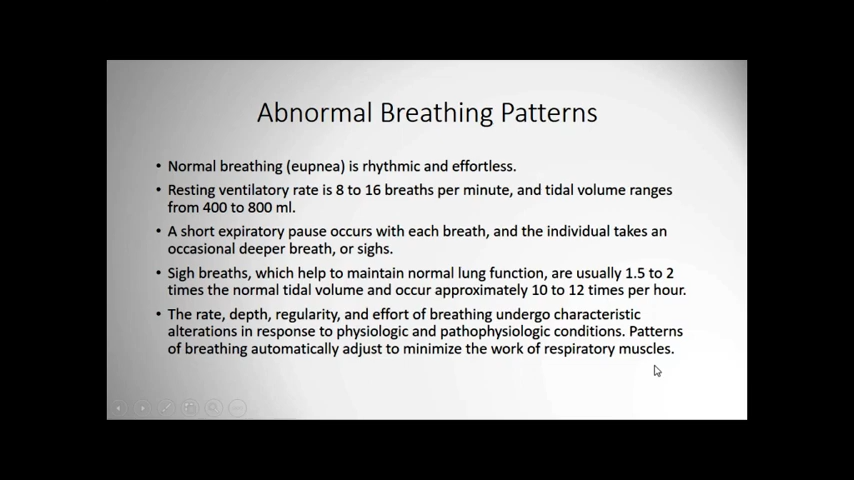 Abnormal Breathing Patterns
• Normal breathing (eupnea) is rhythmic and effortless.
• Resting ventilatory rate is 8 to 16 breaths per minute, and tidal volume ranges
from 400 to 800 ml.
• A short expiratory pause occurs with each breath, and the individual takes an
occasional deeper breath, or sighs.
• Sigh breaths, which help to maintain normal lung function, are usually 1.5 to 2
times the normal tidal volume and occur approximately 10 to 12 times per hour.
• The rate, depth, regularity, and effort of breathing undergo characteristic
alterations in response to physiologic and pathophysiologic conditions. Patterns
of breathing automatically adjust to minimize the work of respiratory muscles.